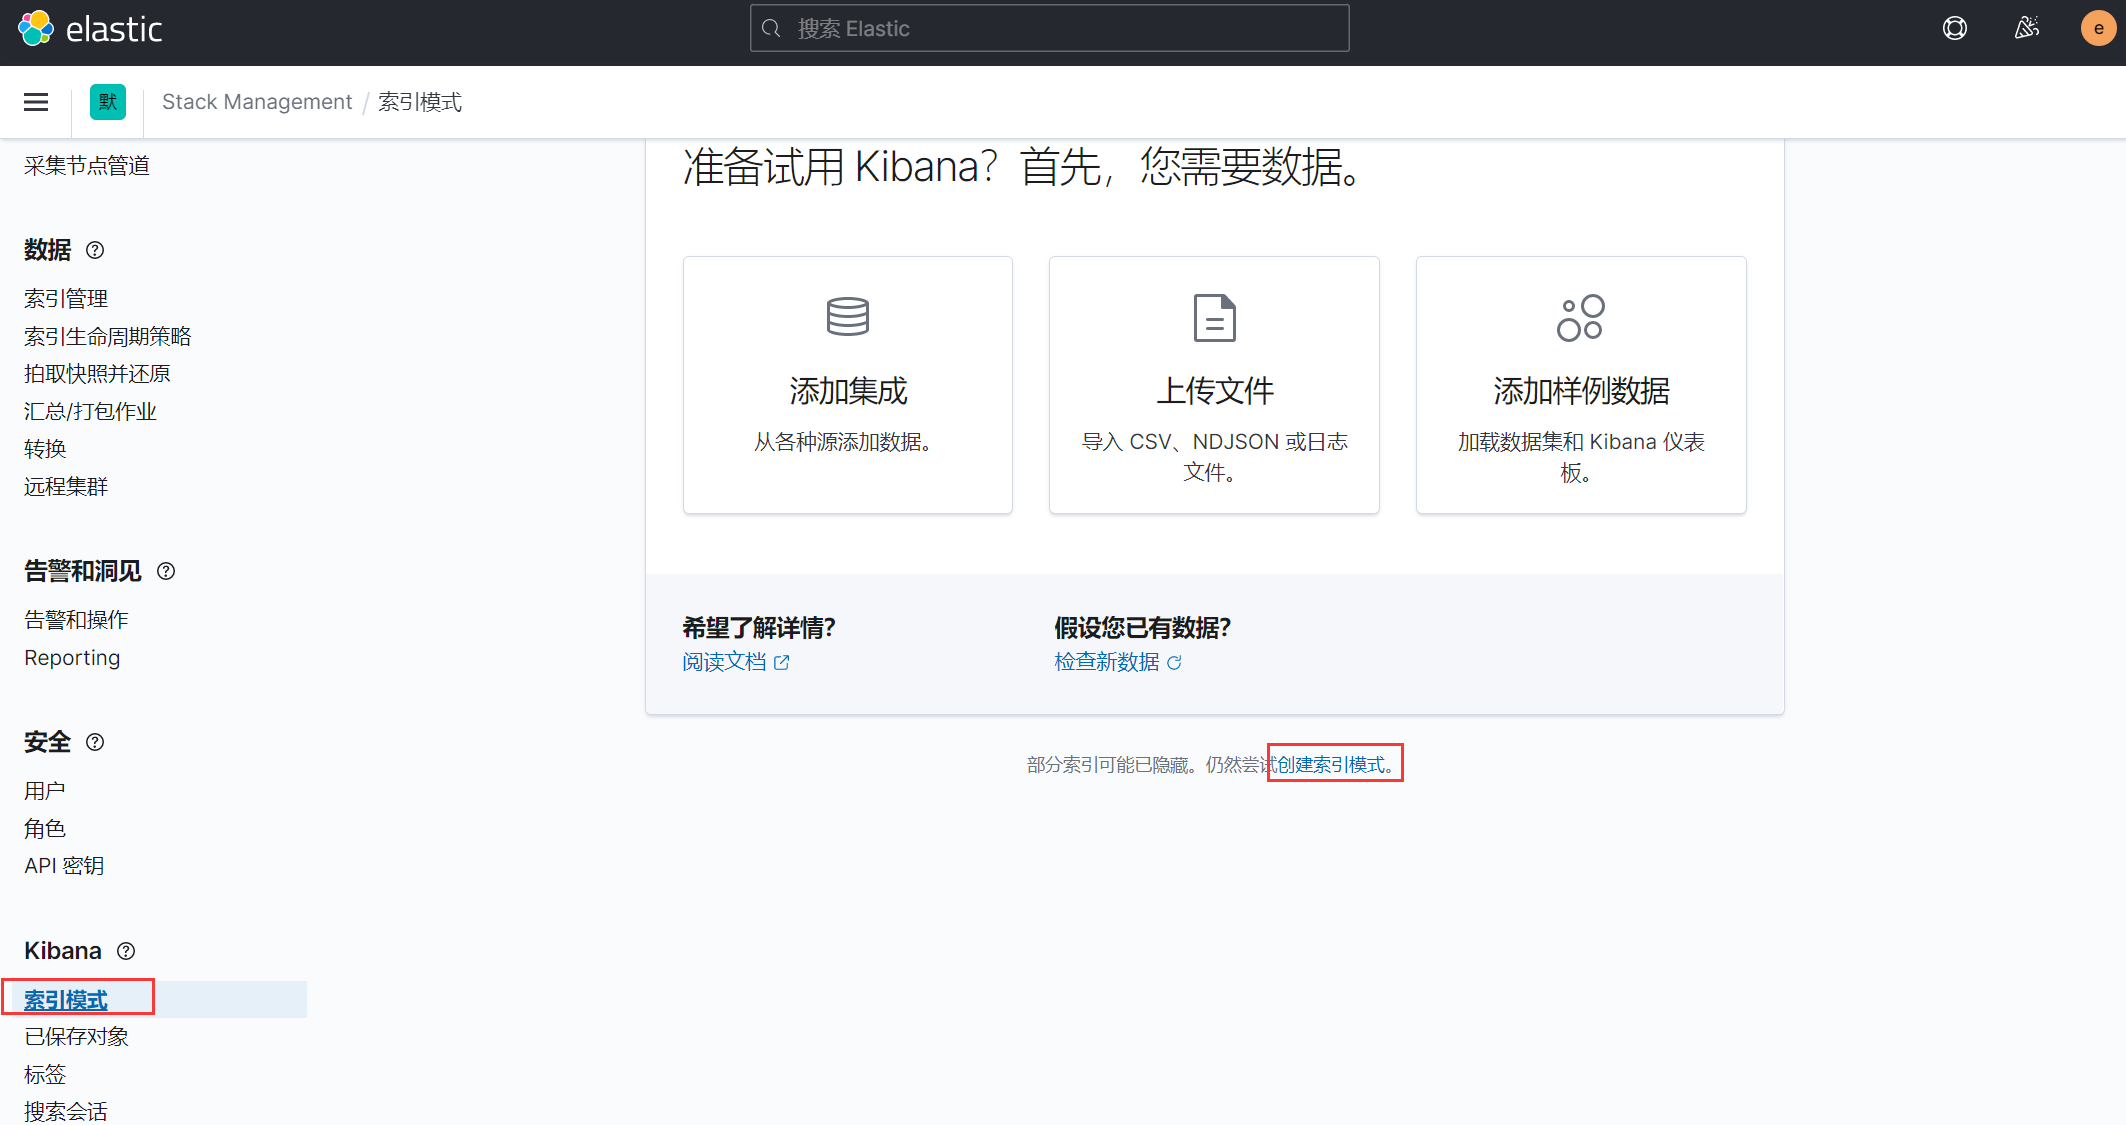 elastic
搜索 Elastic
e
默
Stack Management / 索引模式
采集节点管道
数据
索引管理
索引生命周期策略
拍取快照并还原
汇总/打包作业
转换
远程集群
告警和洞见
告警和操作
Reporting
安全
用户
角色
API 密钥
Kibana
索引模式
已保存对象
标签
搜索会话
准备试用 Kibana？首先，您需要数据。
添加集成
从各种源添加数据。
上传文件
导入 CSV、NDJSON 或日志
文件。
添加样例数据
加载数据集和 Kibana 仪表
板。
希望了解详情？
阅读文档
假设您已有数据？
检查新数据
部分索引可能已隐藏。仍然尝试创建索引模式。